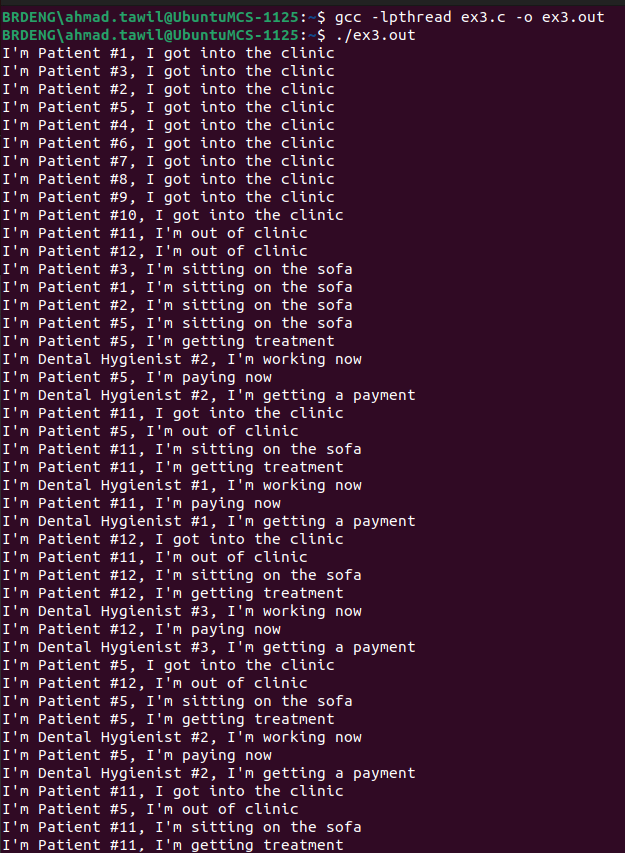 BRDENG\ahmad.tawil@UbuntuMCS-1125:~$ gcc -lpthread ex3.c -o ex3.out
BRDENG\ahmad.tawil@UbuntuMCS-1125:~$ ./ex3.out
I'm Patient #1, I got into the clinic
I'm Patient #3, I got into the clinic
I'm Patient #2, I got into the clinic
I'm Patient #5, I got into the clinic
I'm Patient #4, I got into the clinic
I'm Patient #6, I got into the clinic
I'm Patient #7, I got into the clinic
I'm Patient #8, I got into the clinic
I'm Patient #9, I got into the clinic
I'm Patient #10, I got into the clinic
I'm Patient #11, I'm out of clinic
I'm Patient #12, I'm out of clinic
I'm Patient #3, I'm sitting on the sofa
I'm Patient #1, I'm sitting on the sofa
I'm Patient #2, I'm sitting on the sofa
I'm Patient #5, I'm sitting on the sofa
I'm Patient #5, I'm getting treatment
I'm Dental Hygienist #2, I'm working now
I'm Patient #5, I'm paying now
I'm Dental Hygienist #2, I'm getting a payment
I'm Patient #11, I got into the clinic
I'm Patient #5, I'm out of clinic
I'm Patient #11, I'm sitting on the sofa
I'm Patient #11, I'm getting treatment
I'm Dental Hygienist #1, I'm working now
I'm Patient #11, I'm paying now
I'm Dental Hygienist #1, I'm getting a payment
I'm Patient #12, I got into the clinic
I'm Patient #11, I'm out of clinic
I'm Patient #12, I'm sitting on the sofa
I'm Patient #12, I'm getting treatment
I'm Dental Hygienist #3, I'm working now
I'm Patient #12, I'm paying now
I'm Dental Hygienist #3, I'm getting a payment
I'm Patient #5, I got into the clinic
I'm Patient #12, I'm out of clinic
I'm Patient #5, I'm sitting on the sofa
I'm Patient #5, I'm getting treatment
I'm Dental Hygienist #2, I'm working now
I'm Patient #5, I'm paying now
I'm Dental Hygienist #2, I'm getting a payment
I'm Patient #11, I got into the clinic
I'm Patient #5, I'm out of clinic
I'm Patient #11, I'm sitting on the sofa
I'm Patient #11, I'm getting treatment